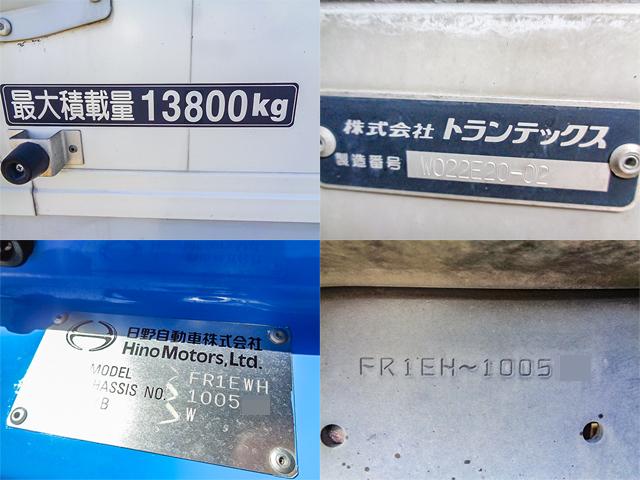 最大積載量 13800kg
株式会社 トランテックス
製造番号 W022E20-02
日野自動車株式会社
Hino Motors, Ltd.
MODEL FR1EWH
CHASSIS NO. 1005
B W
FR1EH~1005